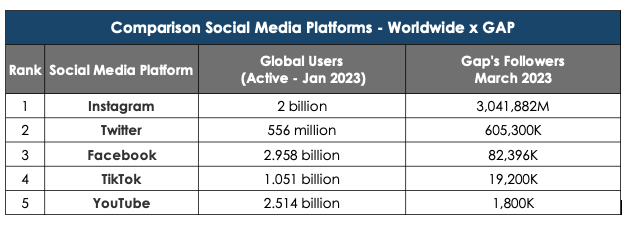 Comparison Social Media Platforms - Worldwide x GAP
Rank Social Media Platform Global Users (Active - Jan 2023) Gap's Followers March 2023
1 Instagram 2 billion 3,041,882M
2 Twitter 556 million 605,300K
3 Facebook 2.958 billion 82,396K
4 TikTok 1.051 billion 19,200K
5 YouTube 2.514 billion 1,800K